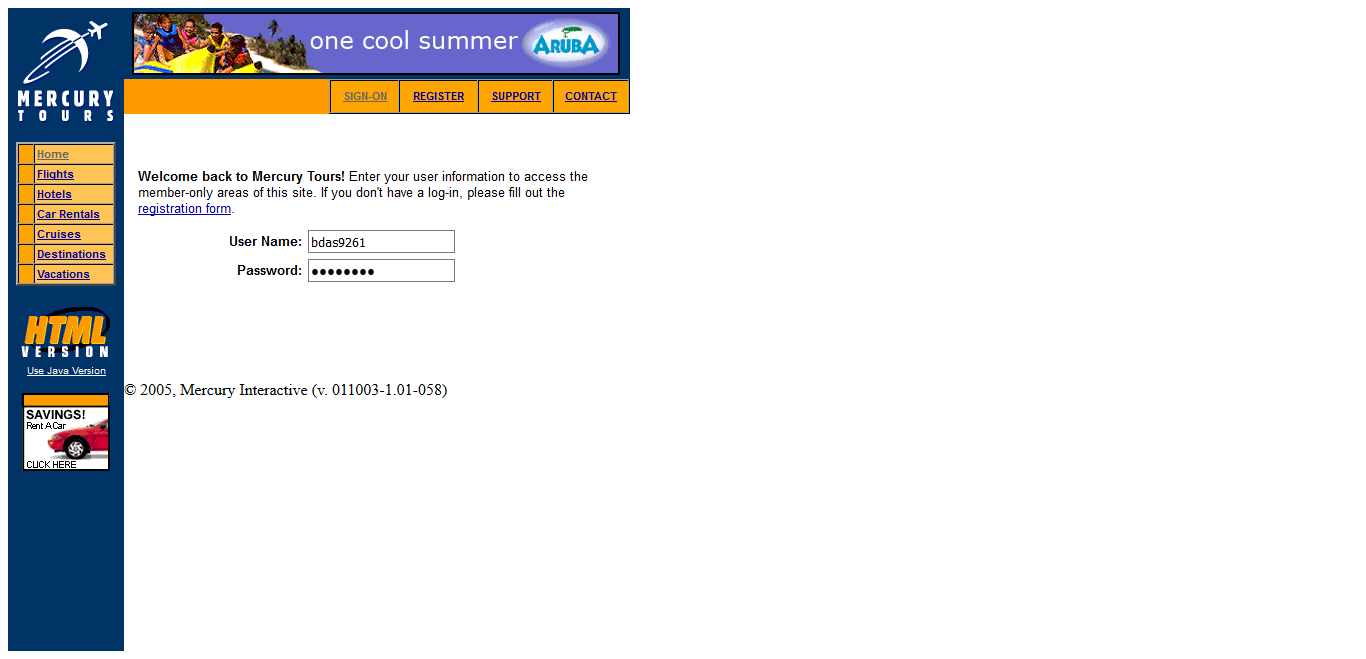 MERCURY
TOURS
one cool summer ARUBA
SIGN-ON REGISTER SUPPORT CONTACT
Home
Flights
Hotels
Car Rentals
Cruises
Destinations
Vacations
HTML
VERSION
Use Java Version
SAVINGS!
Rent A Car
CLICK HERE
Welcome back to Mercury Tours! Enter your user information to access the
member-only areas of this site. If you don't have a log-in, please fill out the
registration form.
User Name: bdas9261
Password: ●●●●●●●●
© 2005, Mercury Interactive (v. 011003-1.01-058)